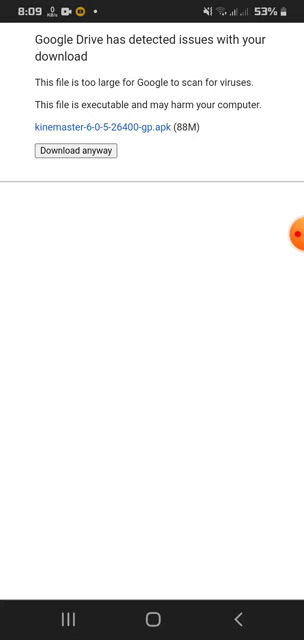 8:09 0 KB/s 53%
Google Drive has detected issues with your
download
This file is too large for Google to scan for viruses.
This file is executable and may harm your computer.
kinemaster-6-0-5-26400-gp.apk (88M)
Download anyway